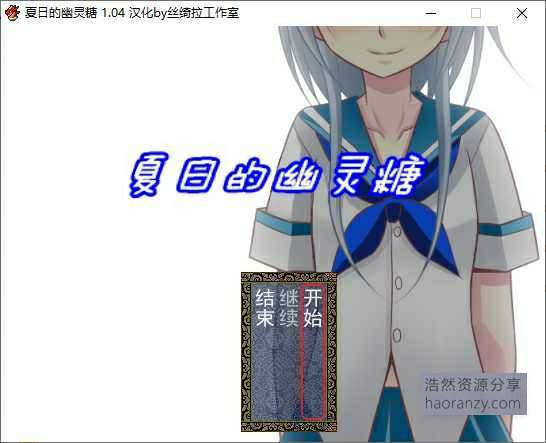 夏日的幽灵糖 1.04 汉化by丝绮拉工作室
夏日的幽灵糖
开始
继续
结束
浩然资源分享
haoranzy.com